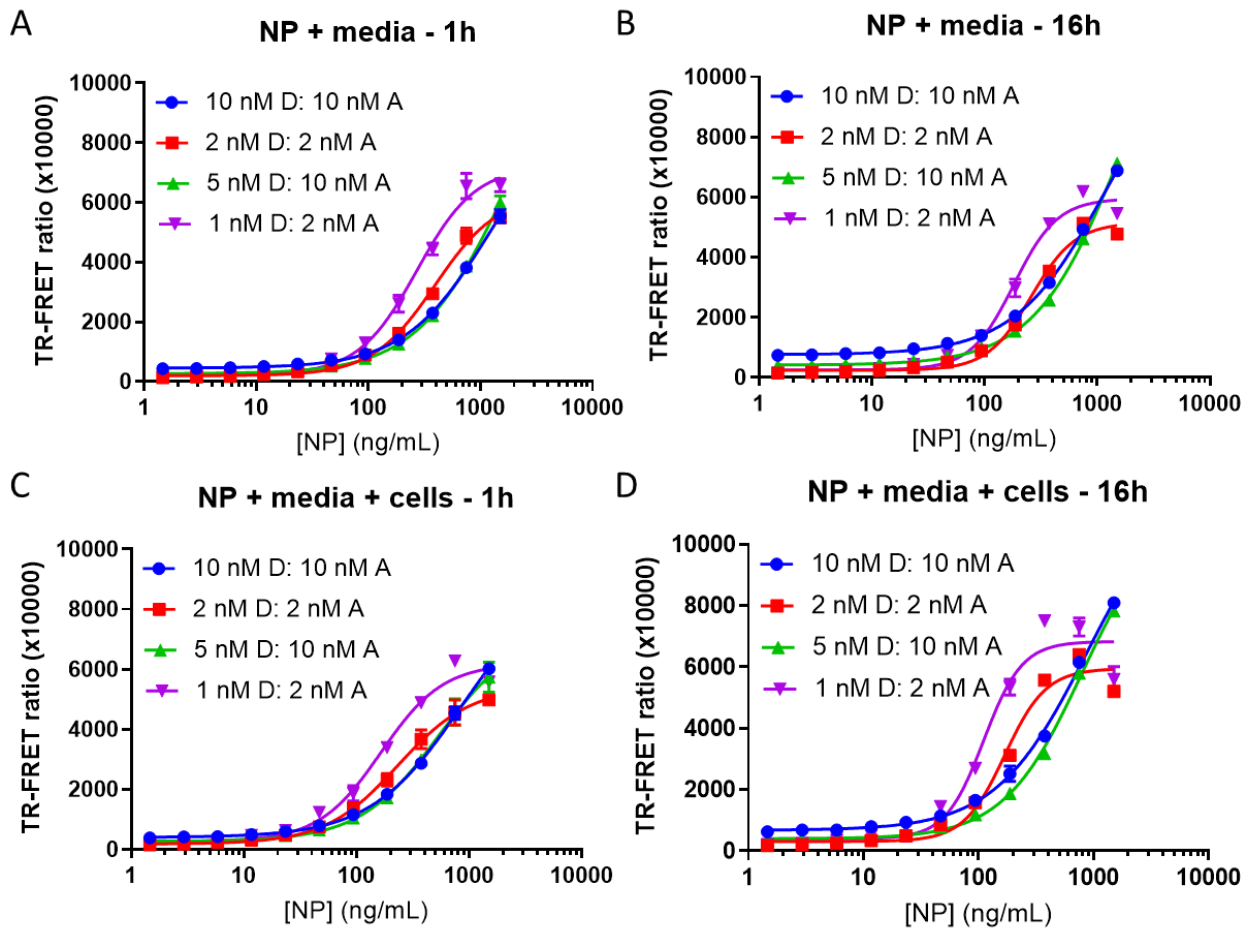 A
NP + media - 1h
TR-FRET ratio (x10000)
10000
8000
6000
4000
2000
0
10 nM D: 10 nM A
2 nM D: 2 nM A
5 nM D: 10 nM A
1 nM D: 2 nM A
1 10 100 1000 10000
[NP] (ng/mL)
B
NP + media - 16h
TR-FRET ratio (x10000)
10000
8000
6000
4000
2000
0
10 nM D: 10 nM A
2 nM D: 2 nM A
5 nM D: 10 nM A
1 nM D: 2 nM A
1 10 100 1000 10000
[NP] (ng/mL)
C
NP + media + cells - 1h
TR-FRET ratio (x10000)
10000
8000
6000
4000
2000
0
10 nM D: 10 nM A
2 nM D: 2 nM A
5 nM D: 10 nM A
1 nM D: 2 nM A
1 10 100 1000 10000
[NP] (ng/mL)
D
NP + media + cells - 16h
TR-FRET ratio (x10000)
10000
8000
6000
4000
2000
0
10 nM D: 10 nM A
2 nM D: 2 nM A
5 nM D: 10 nM A
1 nM D: 2 nM A
1 10 100 1000 10000
[NP] (ng/mL)